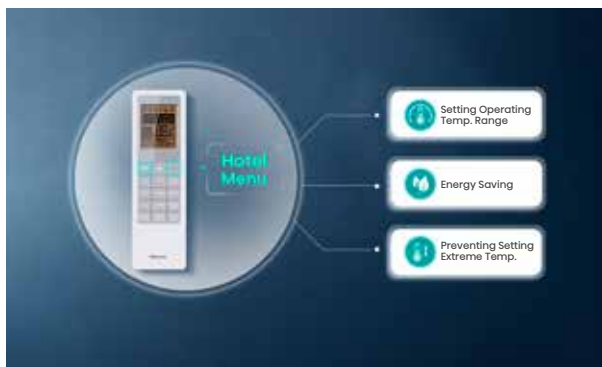 Hotel
Menu
Setting Operating
Temp. Range
Energy Saving
Preventing Setting
Extreme Temp.